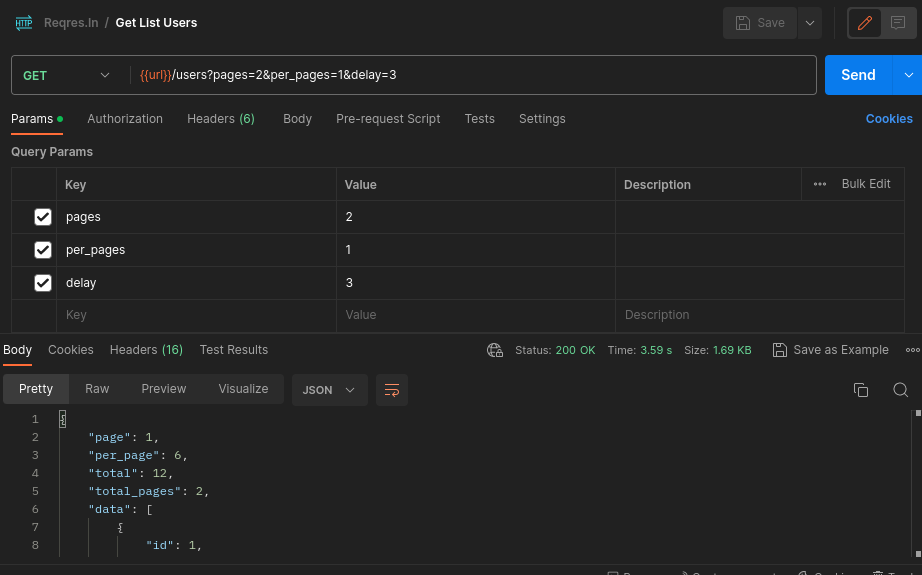 HTTP Reqres.In / Get List Users Save
GET {{url}}/users?pages=2&per_pages=1&delay=3 Send
Params Authorization Headers (6) Body Pre-request Script Tests Settings Cookies
Query Params
Key Value Description ••• Bulk Edit
pages 2
per_pages 1
delay 3
Key Value Description
Body Cookies Headers (16) Test Results Status: 200 OK Time: 3.59 s Size: 1.69 KB Save as Example •••
Pretty Raw Preview Visualize JSON
1 {
2 "page": 1,
3 "per_page": 6,
4 "total": 12,
5 "total_pages": 2,
6 "data": [
7 {
8 "id": 1,